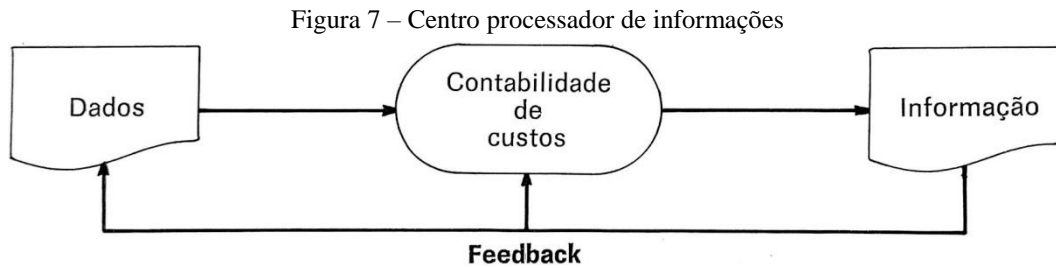 Figura 7 – Centro processador de informações
Dados
Contabilidade
de
custos
Informação
Feedback